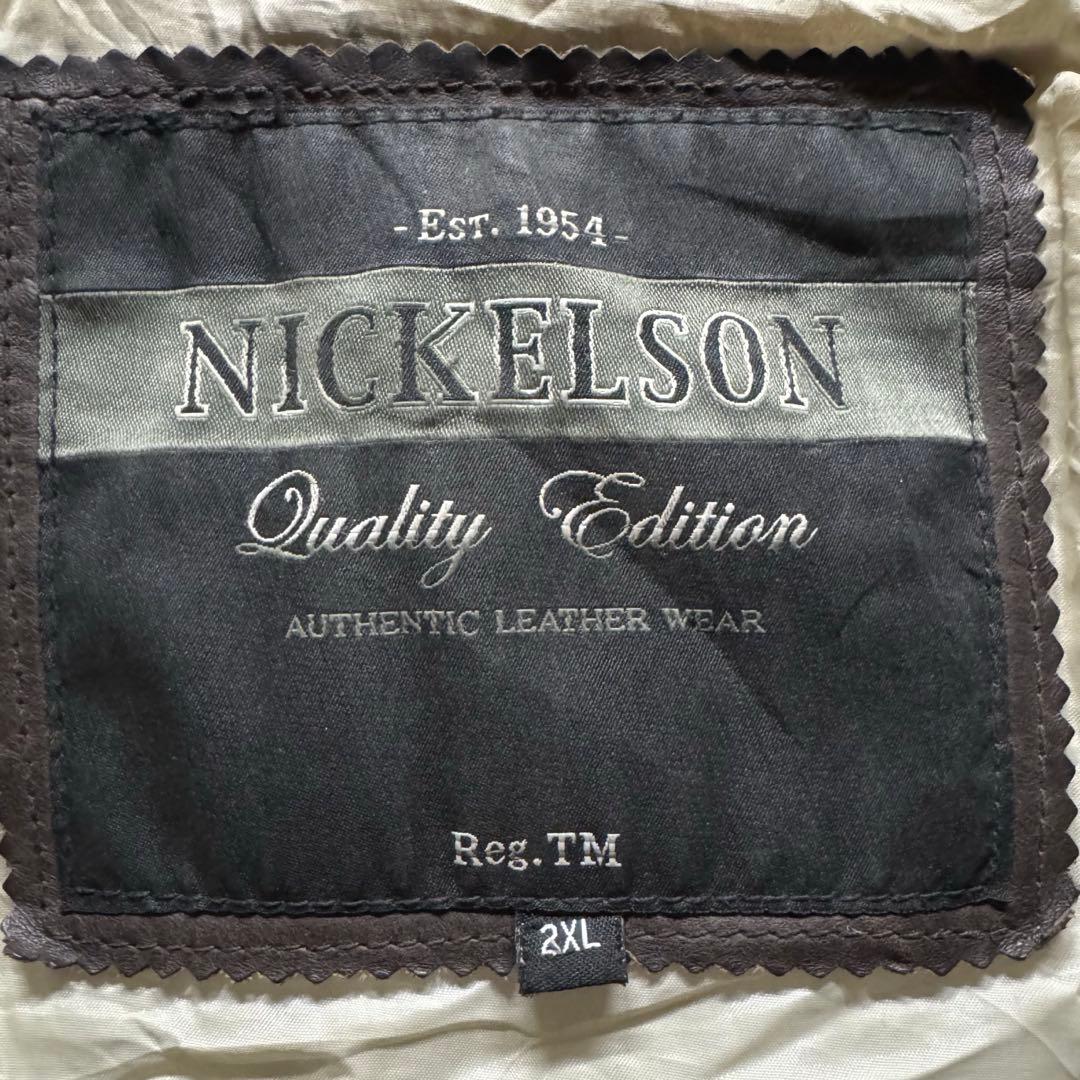 -Est. 1954-
NICKELSON
Quality Edition
AUTHENTIC LEATHER WEAR
Reg.TM
2XL